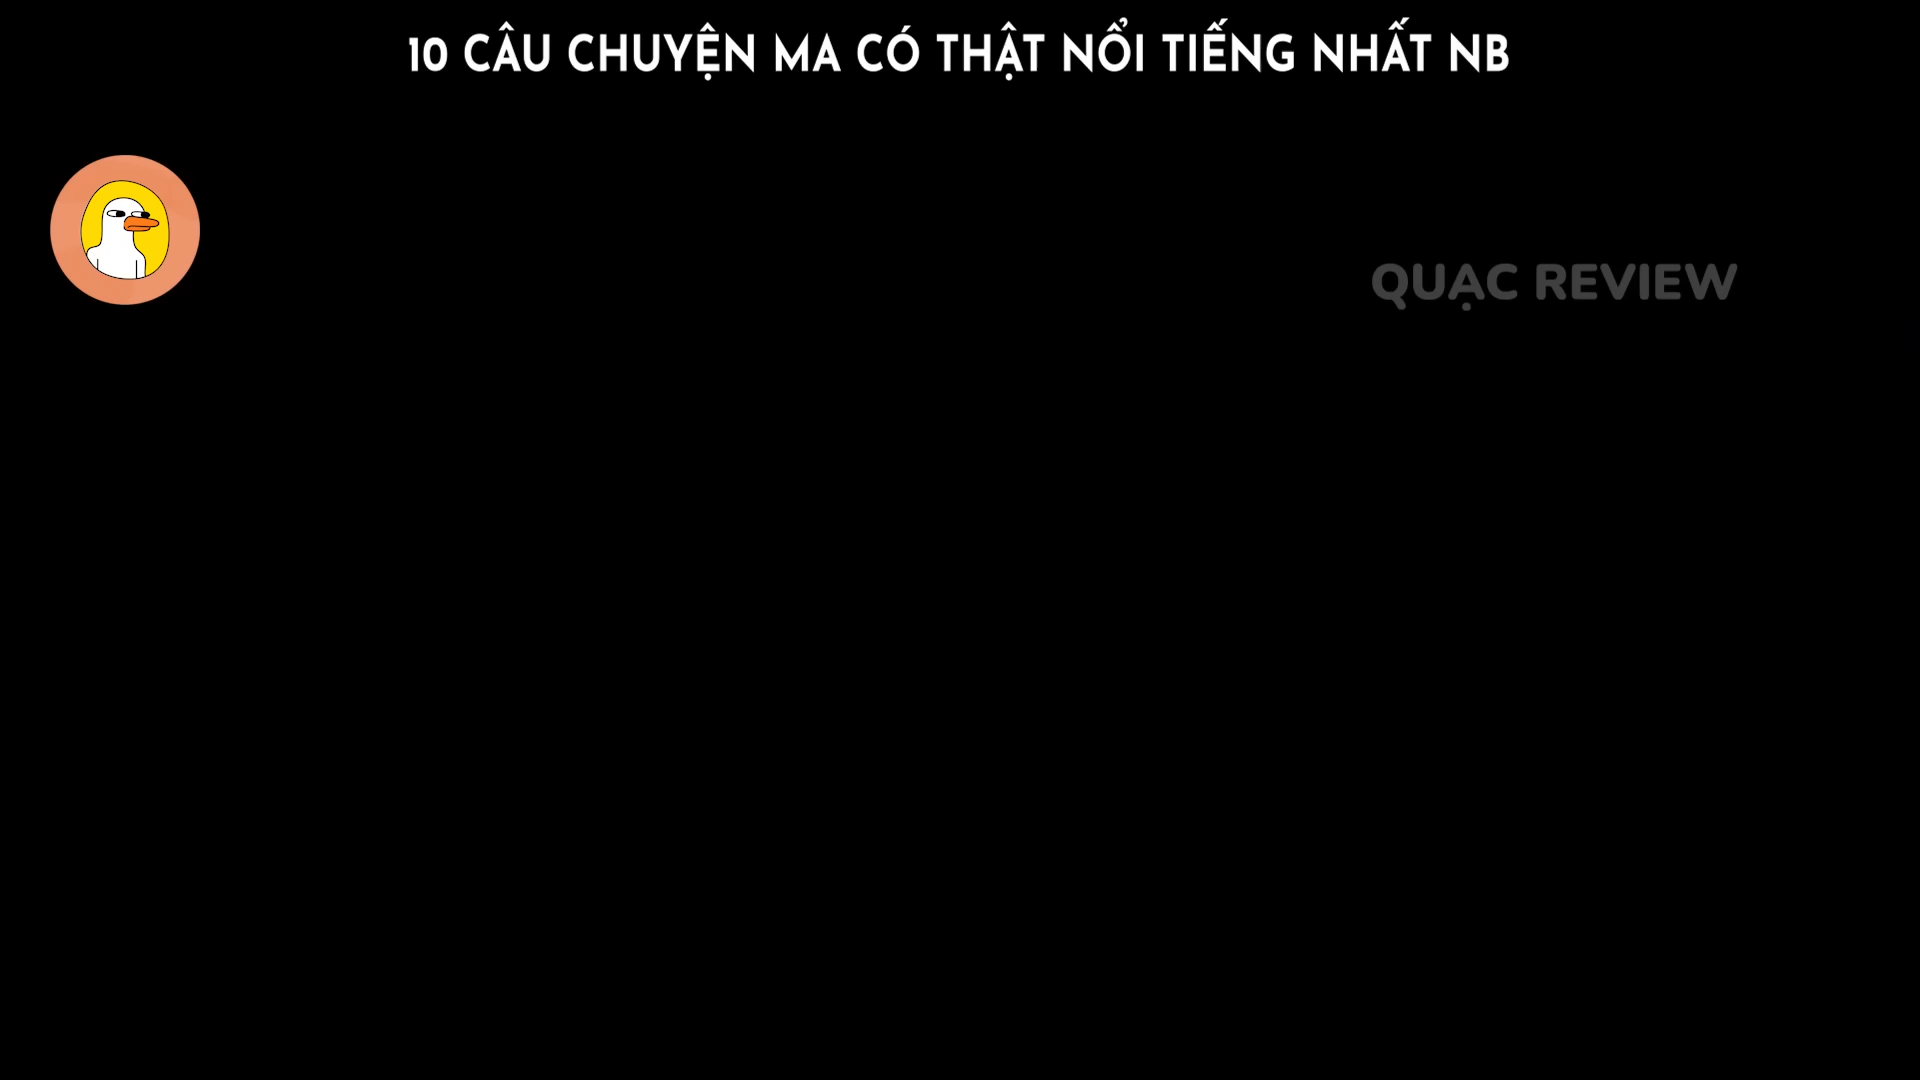 10 CÂU CHUYỆN MA CÓ THẬT NỔI TIẾNG NHẤT NB
QUẠC REVIEW